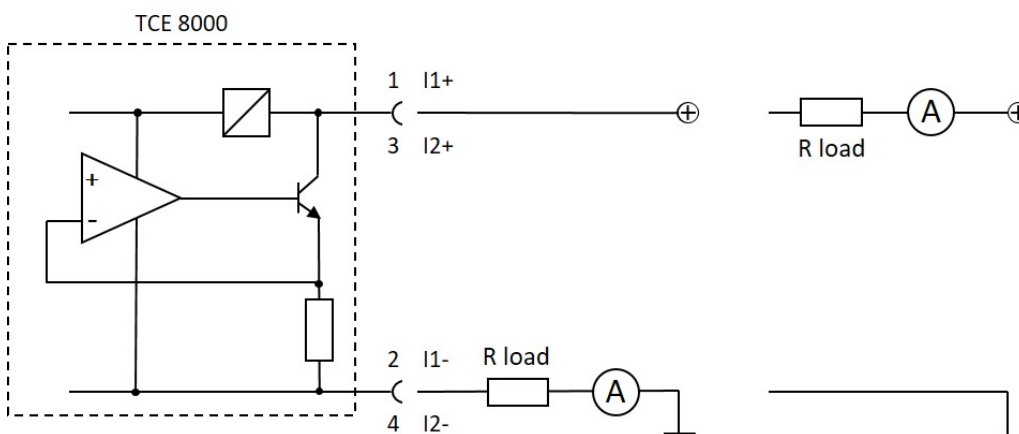 TCE 8000
1 I1+
3 I2+
+
-
A
R load
2 I1-
R load
A
4 I2-